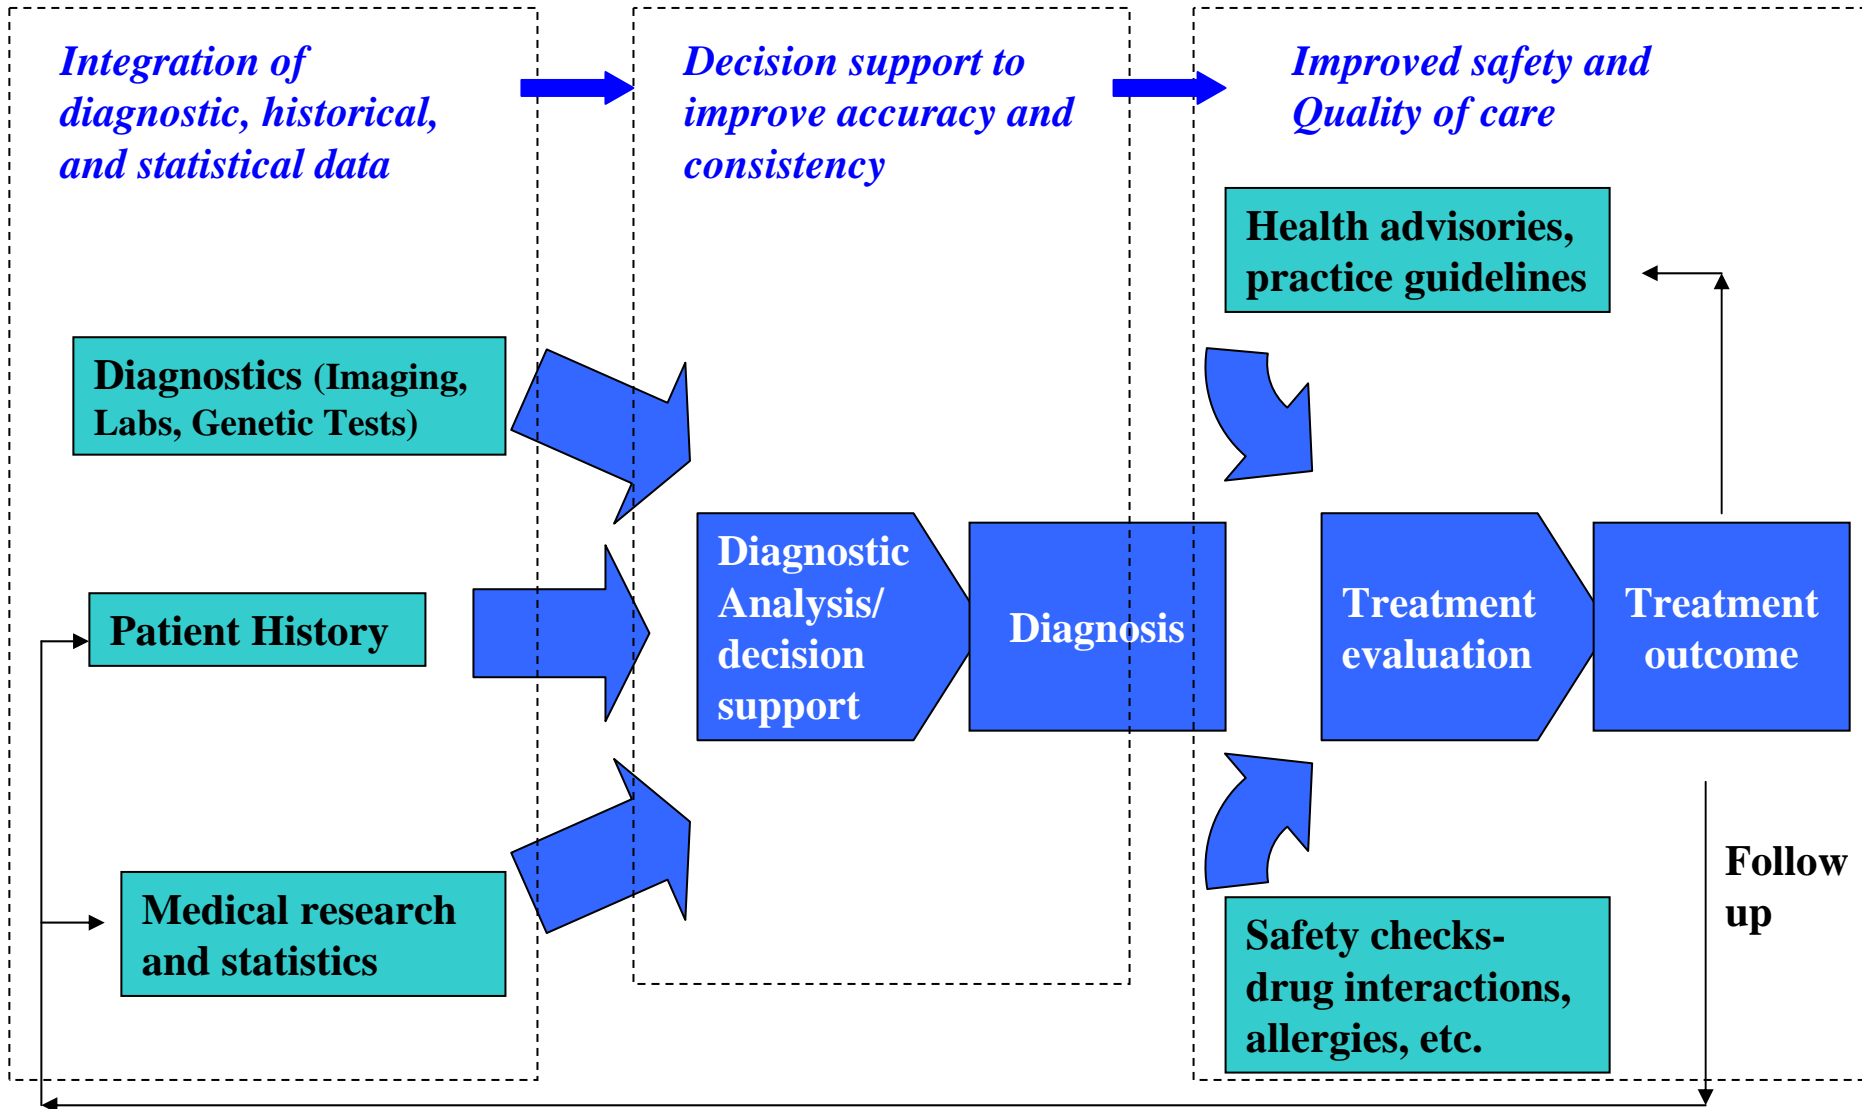 Integration of
diagnostic, historical,
and statistical data
Decision support to
improve accuracy and
consistency
Improved safety and
Quality of care
Health advisories,
practice guidelines
Diagnostics (Imaging,
Labs, Genetic Tests)
Patient History
Medical research
and statistics
Diagnostic
Analysis/
decision
support
Diagnosis
Treatment
evaluation
Treatment
outcome
Follow
up
Safety checks-
drug interactions,
allergies, etc.